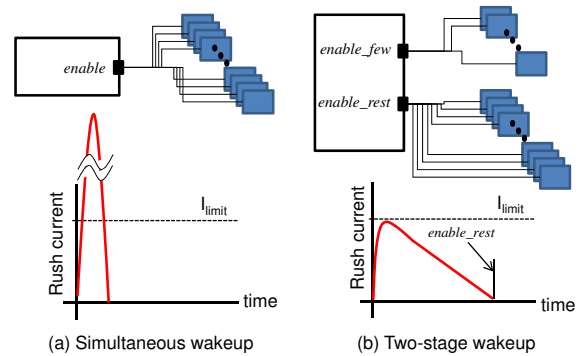 enable
Rush current
I_limit
time
(a) Simultaneous wakeup
enable_few
enable_rest
Rush current
I_limit
enable_rest
time
(b) Two-stage wakeup